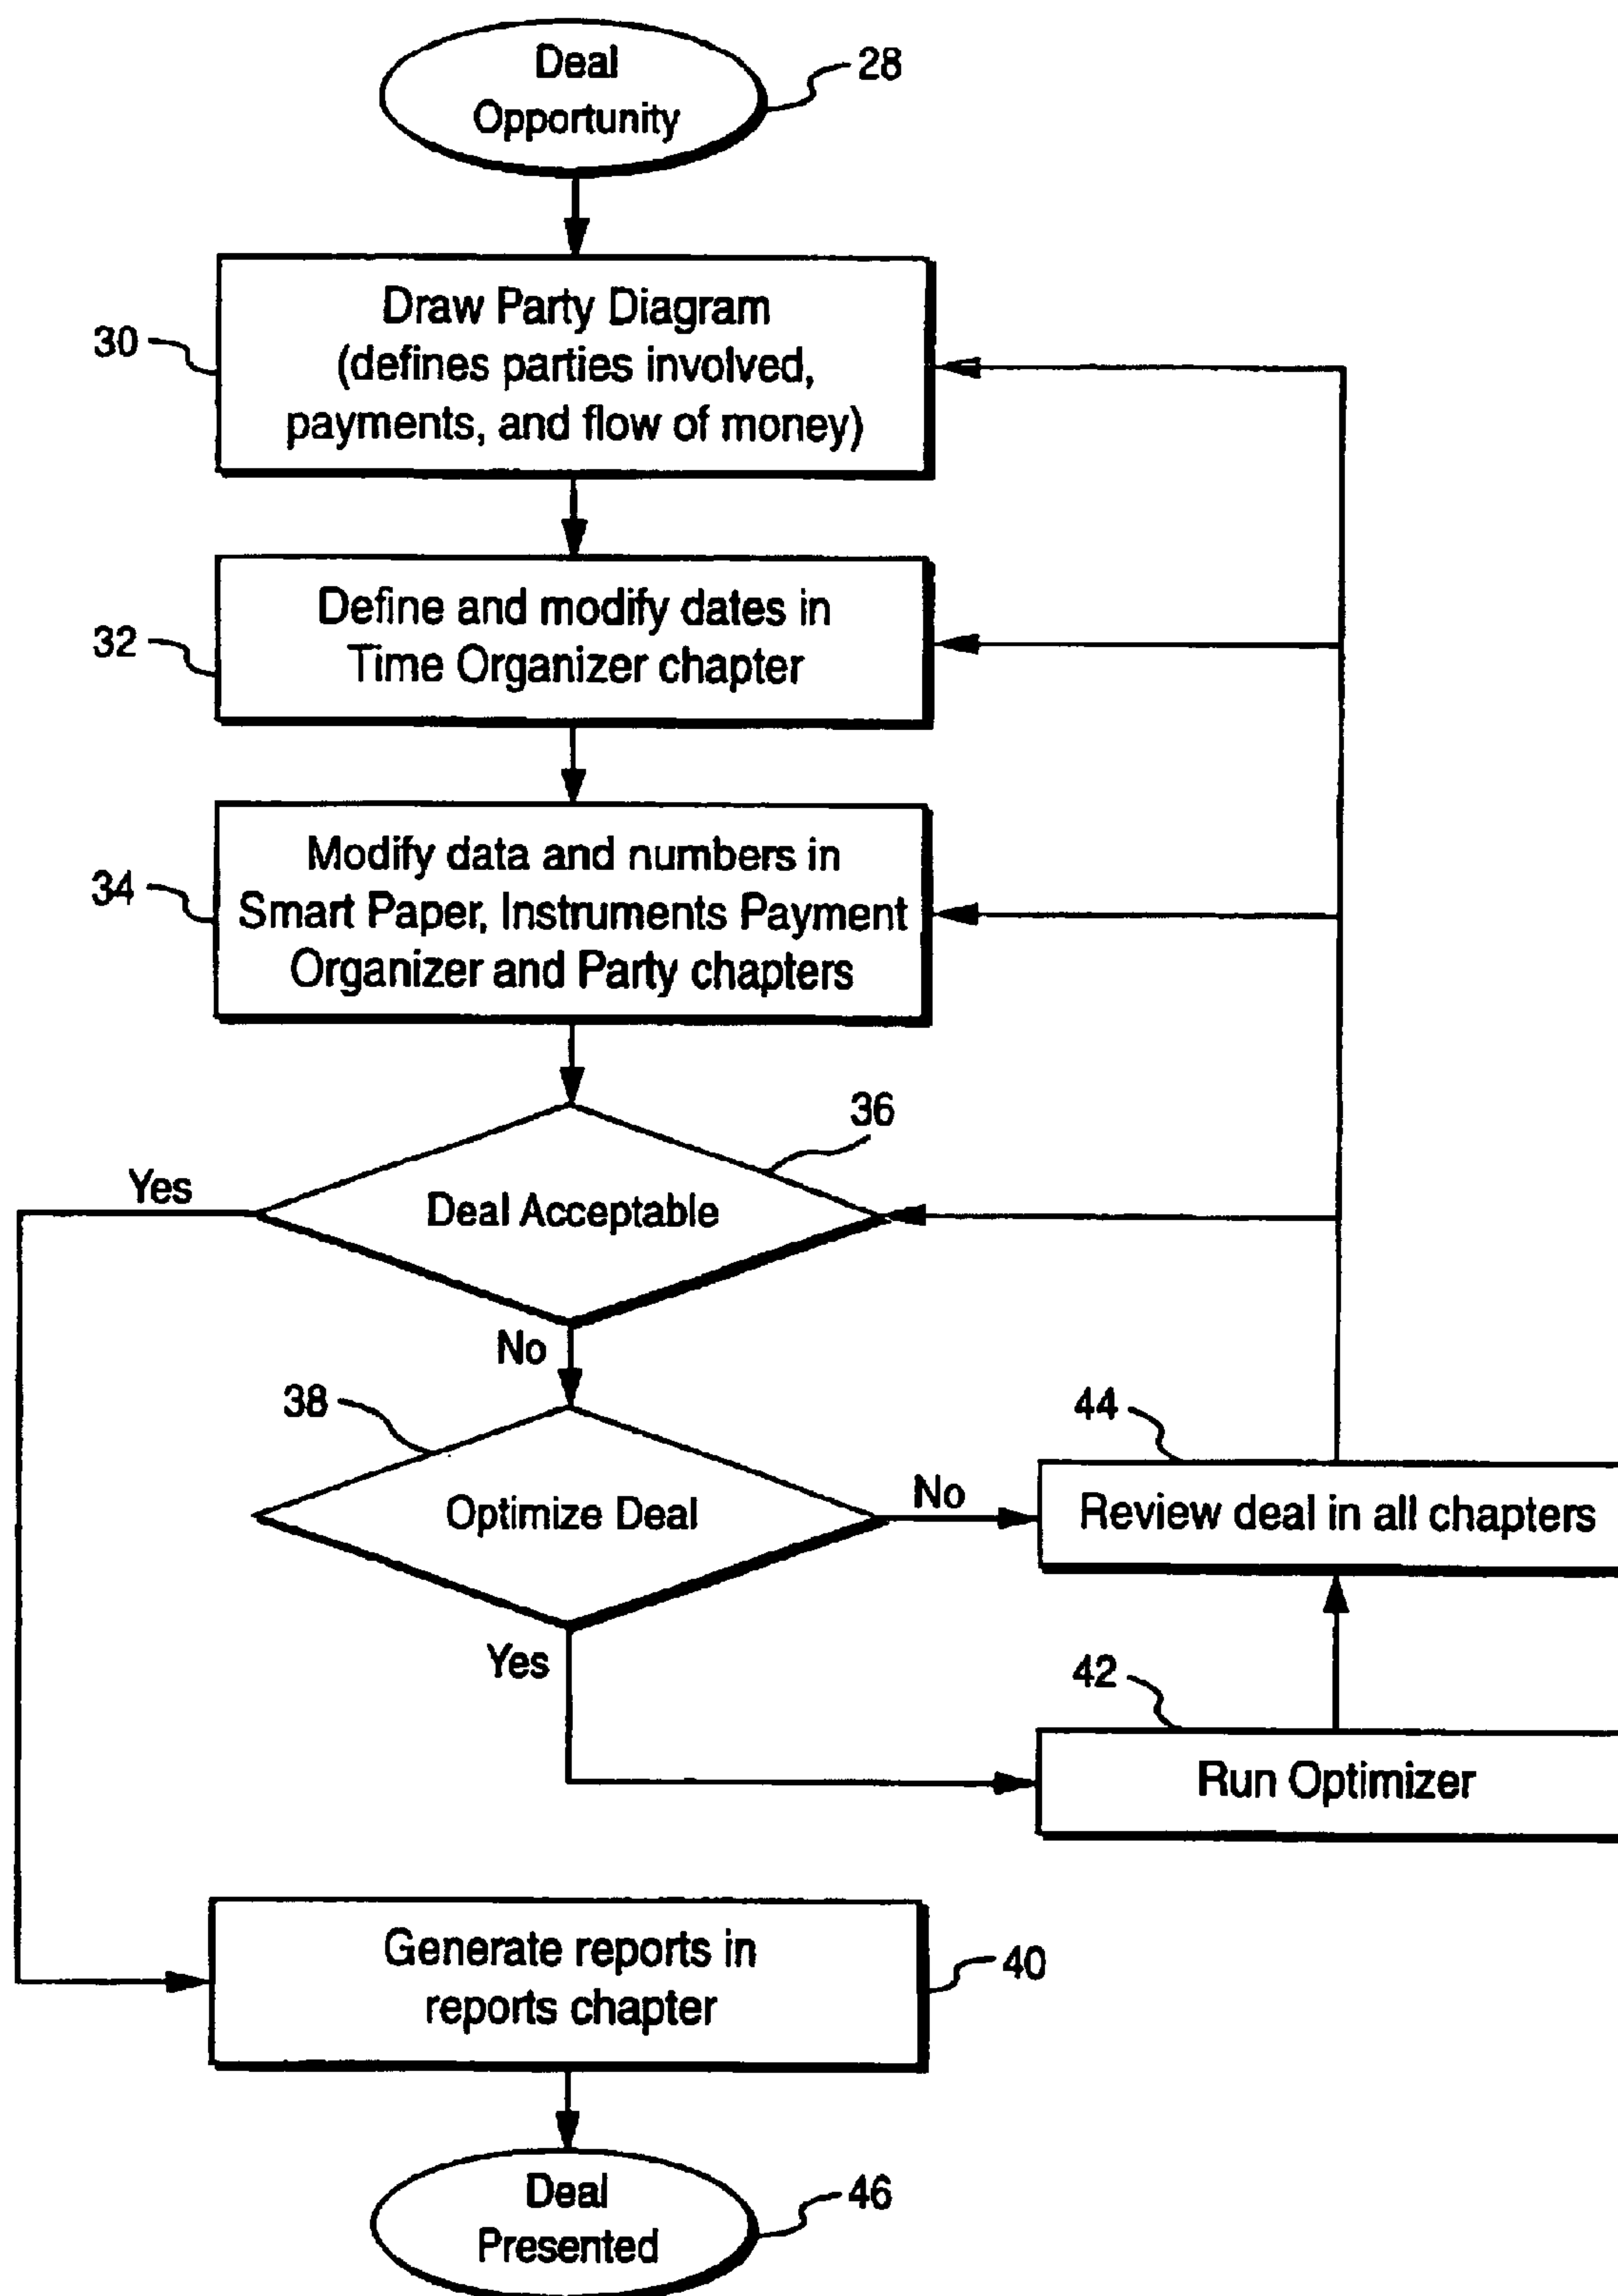 Deal
Opportunity
28
30
Draw Party Diagram
(defines parties involved,
payments, and flow of money)
32
Define and modify dates in
Time Organizer chapter
34
Modify data and numbers in
Smart Paper, Instruments Payment
Organizer and Party chapters
36
Yes
Deal Acceptable
No
38
44
Optimize Deal
No
Review deal in all chapters
Yes
42
Run Optimizer
Generate reports in
reports chapter
40
Deal
Presented
46